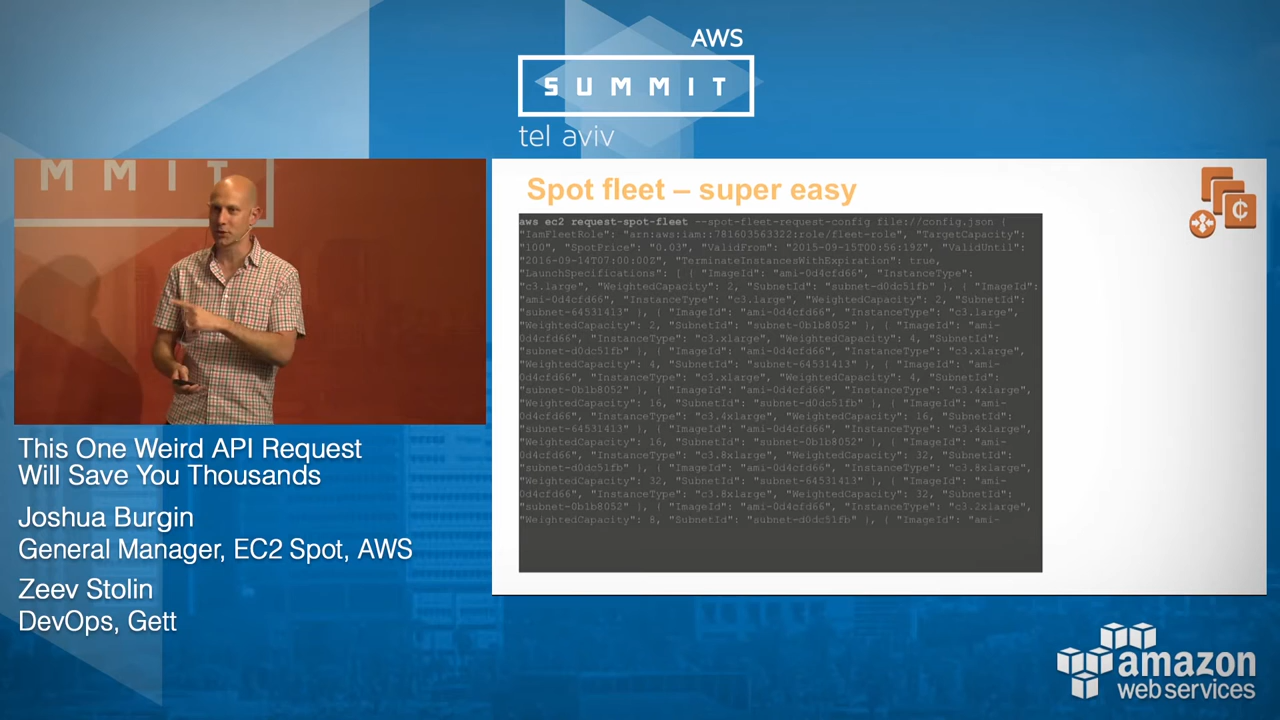 AWS
SUMMIT
tel aviv
MMIT
Spot fleet – super easy
aws ec2 request-spot-fleet --spot-fleet-request-config file://config.json {
"IamFleetRole": "arn:aws:iam::781603563322:role/fleet-role", "TargetCapacity":
"100", "SpotPrice": "0.03", "ValidFrom": "2015-09-15T00:56:19Z", "ValidUntil":
"2016-09-14T07:00:00Z", "TerminateInstancesWithExpiration": true,
"LaunchSpecifications": [ { "ImageId": "ami-0d4cfd66", "InstanceType":
"c3.large", "WeightedCapacity": 2, "SubnetId": "subnet-d0dc51fb" }, { "ImageId":
"ami-0d4cfd66", "InstanceType": "c3.large", "WeightedCapacity": 2, "SubnetId":
"subnet-64531413" }, { "ImageId": "ami-0d4cfd66", "InstanceType": "c3.large",
"WeightedCapacity": 2, "SubnetId": "subnet-0b1b8052" }, { "ImageId": "ami-
0d4cfd66", "InstanceType": "c3.xlarge", "WeightedCapacity": 4, "SubnetId":
"subnet-d0dc51fb" }, { "ImageId": "ami-0d4cfd66", "InstanceType": "c3.xlarge",
"WeightedCapacity": 4, "SubnetId": "subnet-64531413" }, { "ImageId": "ami-
0d4cfd66", "InstanceType": "c3.xlarge", "WeightedCapacity": 4, "SubnetId":
"subnet-0b1b8052" }, { "ImageId": "ami-0d4cfd66", "InstanceType": "c3.4xlarge",
"WeightedCapacity": 16, "SubnetId": "subnet-d0dc51fb" }, { "ImageId": "ami-
0d4cfd66", "InstanceType": "c3.4xlarge", "WeightedCapacity": 16, "SubnetId":
"subnet-64531413" }, { "ImageId": "ami-0d4cfd66", "InstanceType": "c3.4xlarge",
"WeightedCapacity": 16, "SubnetId": "subnet-0b1b8052" }, { "ImageId": "ami-
0d4cfd66", "InstanceType": "c3.8xlarge", "WeightedCapacity": 32, "SubnetId":
"subnet-d0dc51fb" }, { "ImageId": "ami-0d4cfd66", "InstanceType": "c3.8xlarge",
"WeightedCapacity": 32, "SubnetId": "subnet-64531413" }, { "ImageId": "ami-
0d4cfd66", "InstanceType": "c3.8xlarge", "WeightedCapacity": 32, "SubnetId":
"subnet-0b1b8052" }, { "ImageId": "ami-0d4cfd66", "InstanceType": "c3.2xlarge",
"WeightedCapacity": 8, "SubnetId": "subnet-d0dc51fb" }, { "ImageId": "ami-
This One Weird API Request
Will Save You Thousands
Joshua Burgin
General Manager, EC2 Spot, AWS
Zeev Stolin
DevOps, Gett
amazon
web services